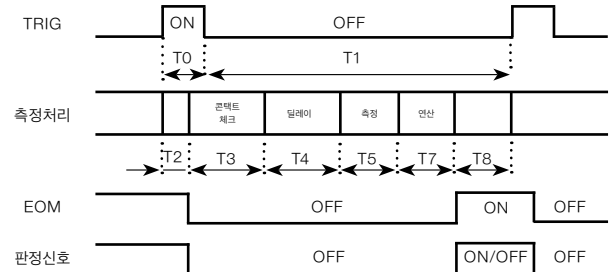 TRIG ON OFF
T0 T1
측정처리
콘택트
체크
딜레이 측정 연산
T2 T3 T4 T5 T7 T8
EOM OFF ON OFF
판정신호 OFF ON/OFF OFF